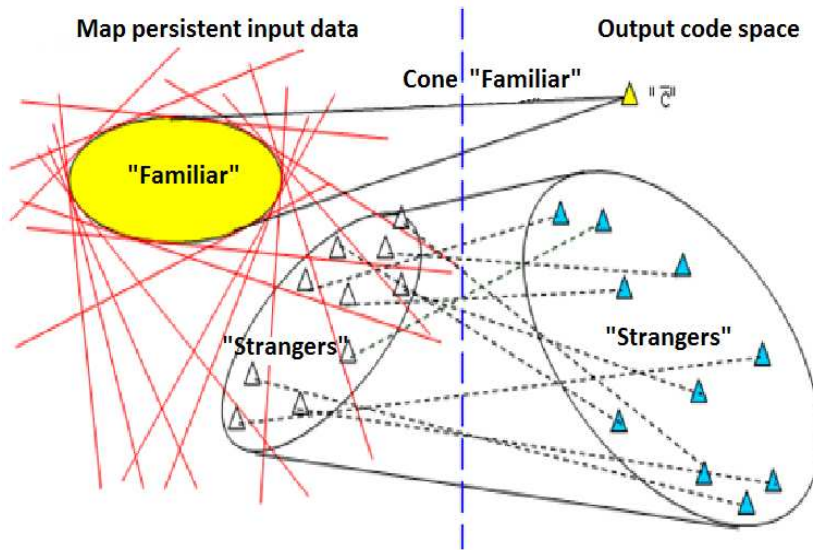 Map persistent input data
Output code space
Cone "Familiar"
"c̄"
"Familiar"
"Strangers"
"Strangers"